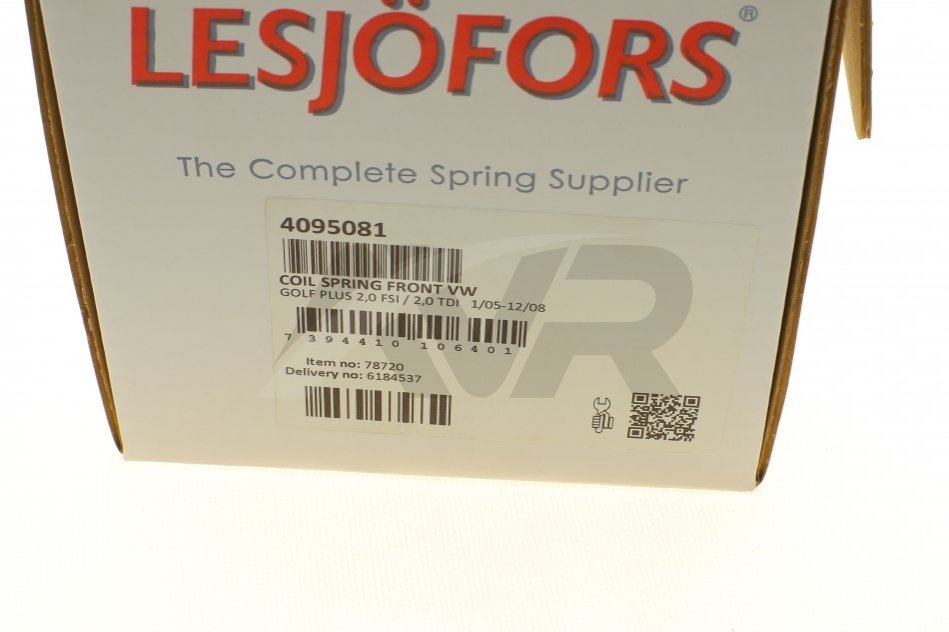 LESJÖFORS®
The Complete Spring Supplier
4095081
COIL SPRING FRONT VW
GOLF PLUS 2,0 FSI / 2,0 TDI 1/05-12/08
7 394410 106401
Item no: 78720
Delivery no: 6184537
AVR